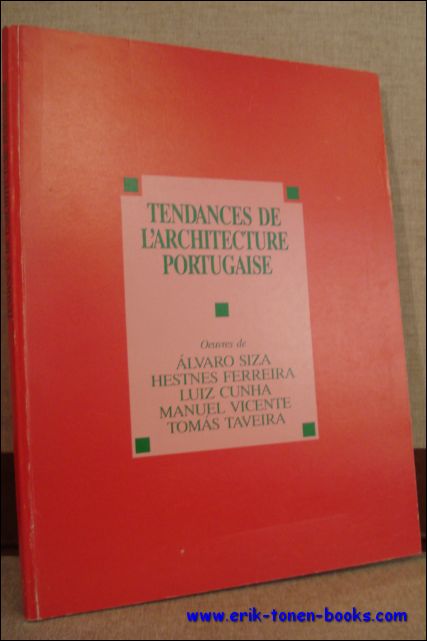 TENDANCES DE
L'ARCHITECTURE
PORTUGAISE
Oeuvres de
ÁLVARO SIZA
HESTNES FERREIRA
LUIZ CUNHA
MANUEL VICENTE
TOMÁS TAVEIRA
www.erik-tonen-books.com